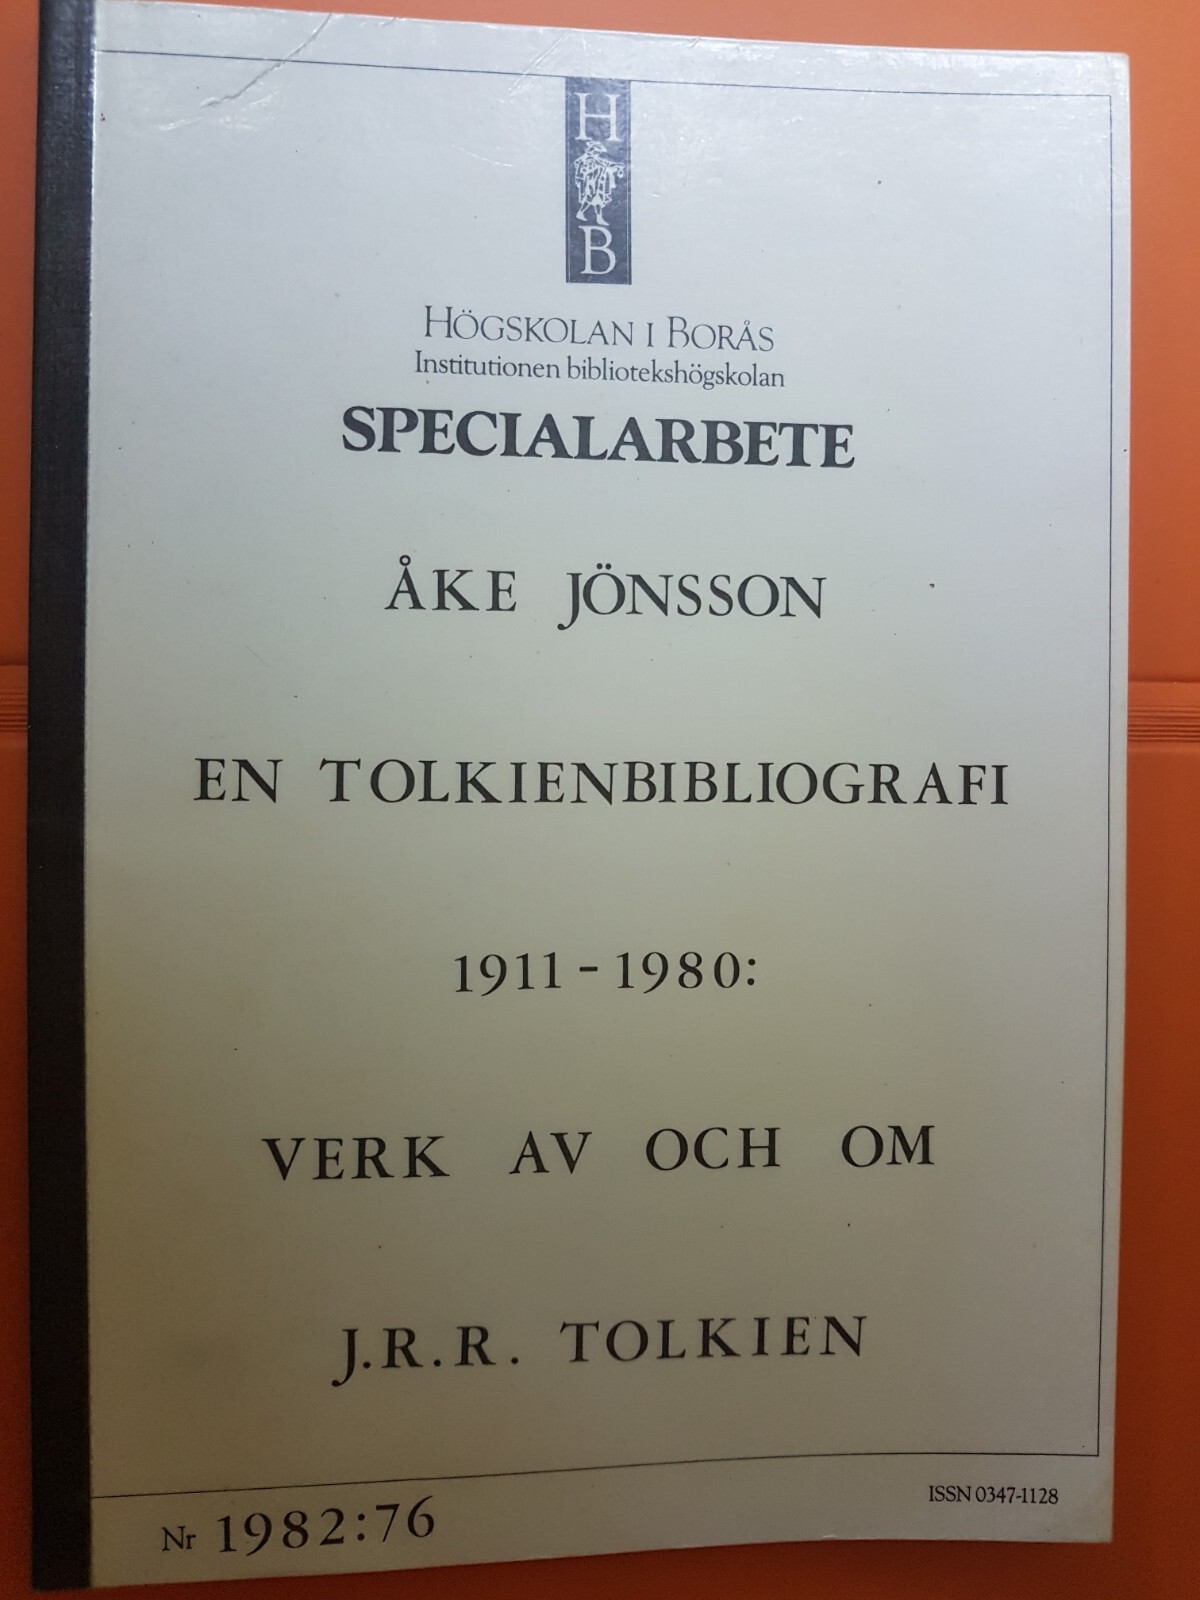 H
B
HÖGSKOLAN I BORÅS
Institutionen bibliotekshögskolan
SPECIALARBETE
ÅKE JÖNSSON
EN TOLKIENBIBLIOGRAFI
1911-1980:
VERK AV OCH OM
J.R.R. TOLKIEN
Nr 1982:76
ISSN 0347-1128